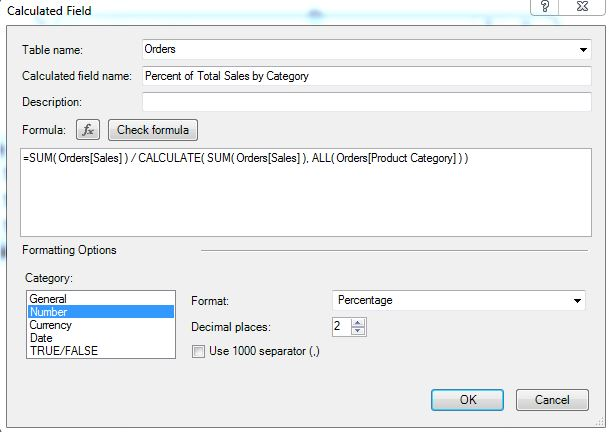 Calculated Field
?
Table name: Orders
Calculated field name: Percent of Total Sales by Category
Description:
Formula: fx Check formula
=SUM( Orders[Sales] ) / CALCULATE( SUM( Orders[Sales] ), ALL( Orders[Product Category] ) )
Formatting Options
Category:
General
Number
Currency
Date
TRUE/FALSE
Format: Percentage
Decimal places: 2
Use 1000 separator (,)
OK Cancel